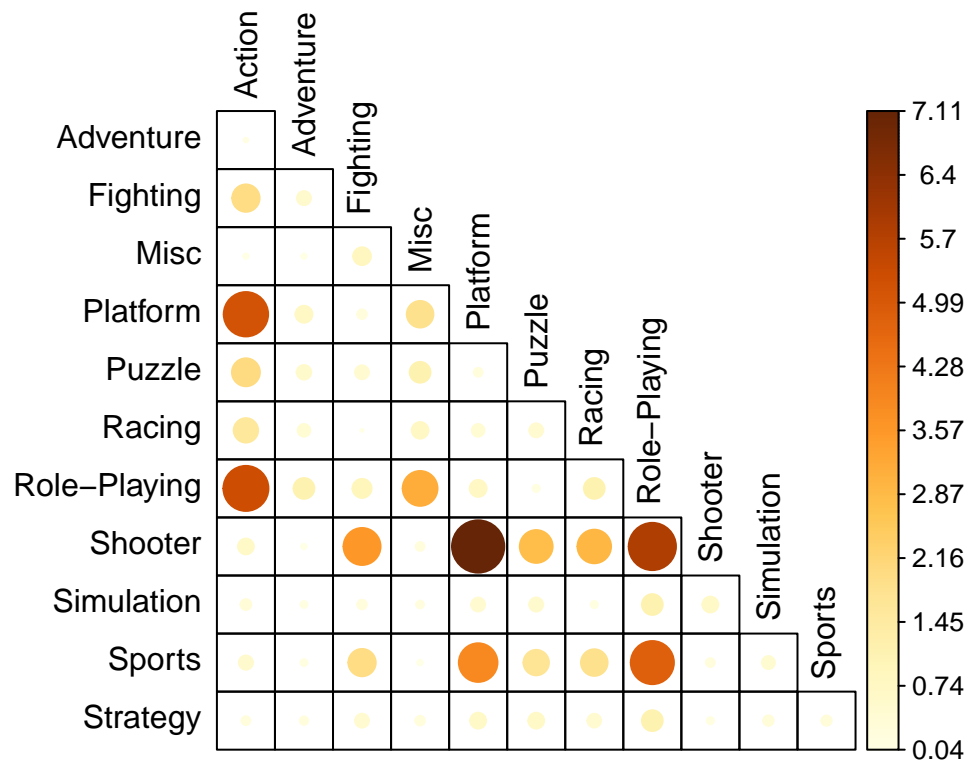 Action
Adventure
Fighting
Misc
Platform
Puzzle
Racing
Role−Playing
Shooter
Simulation
Sports
Adventure
Fighting
Misc
Platform
Puzzle
Racing
Role−Playing
Shooter
Simulation
Sports
Strategy
7.11
6.4
5.7
4.99
4.28
3.57
2.87
2.16
1.45
0.74
0.04